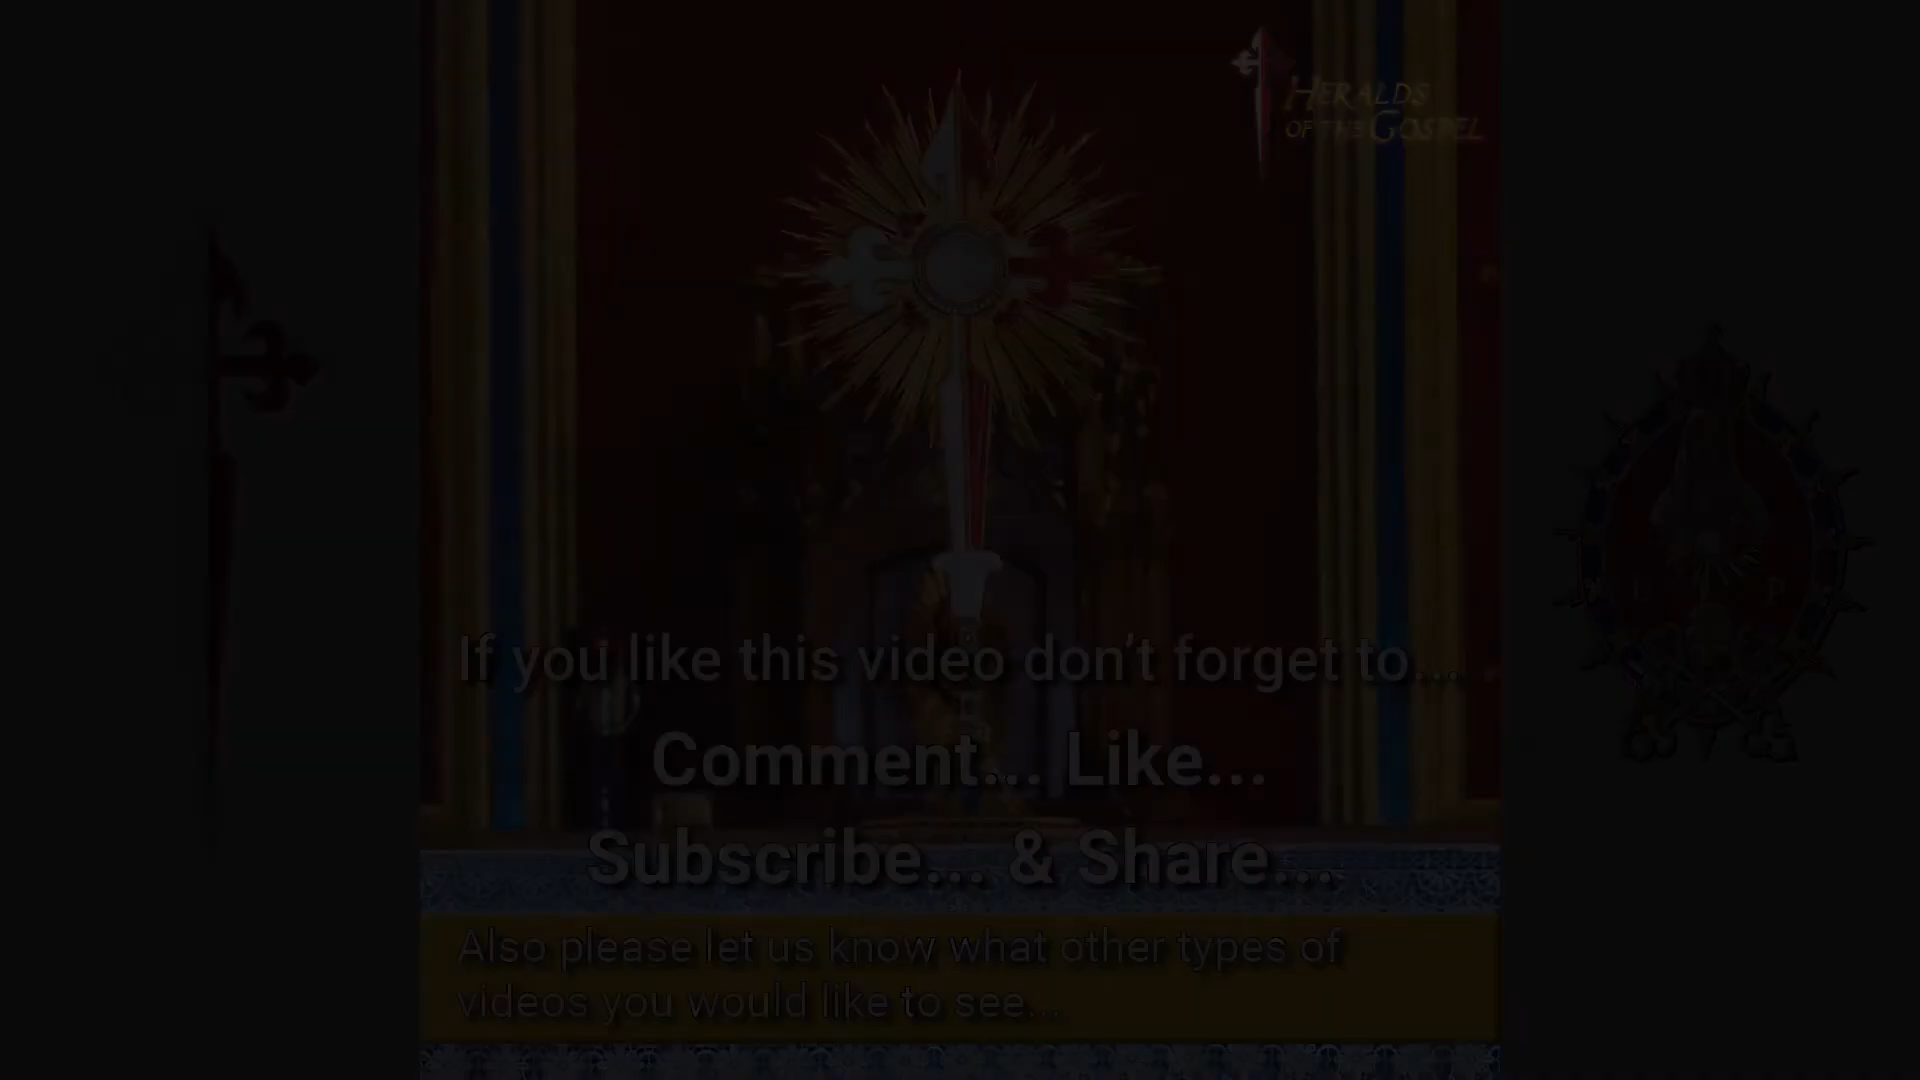 HERALDS
OF THE GOSPEL
If you like this video don't forget to....
Comment... Like...
Subscribe... & Share...
Also please let us know what other types of
videos you would like to see...